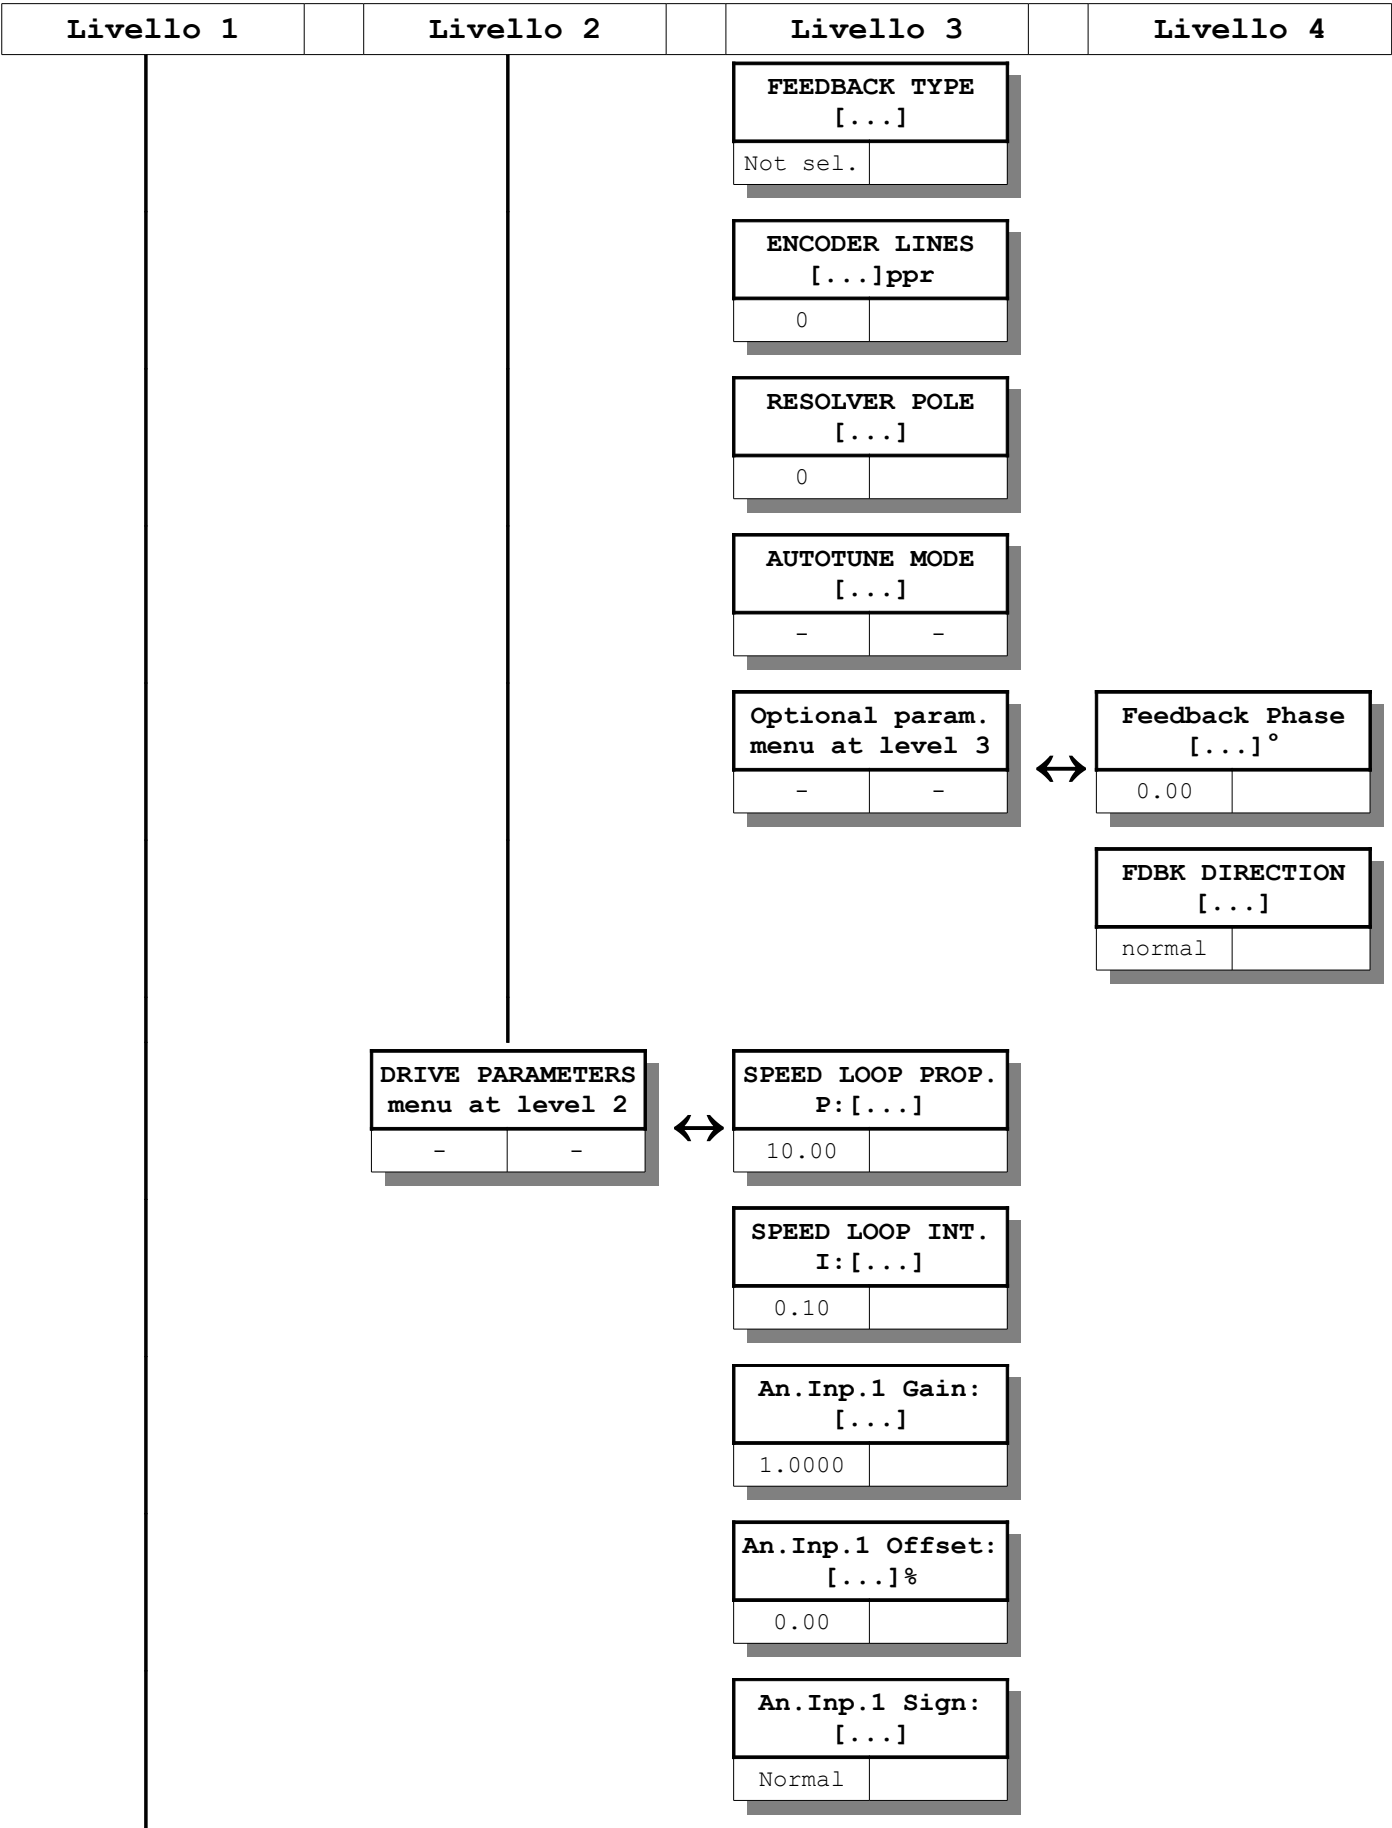 Livello 1 Livello 2 Livello 3 Livello 4
FEEDBACK TYPE
[...]
Not sel.
ENCODER LINES
[...]ppr
0
RESOLVER POLE
[...]
0
AUTOTUNE MODE
[...]
- -
Optional param.
menu at level 3
- -
Feedback Phase
[...]°
0.00
FDBK DIRECTION
[...]
normal
DRIVE PARAMETERS
menu at level 2
- -
SPEED LOOP PROP.
P:[...]
10.00
SPEED LOOP INT.
I:[...]
0.10
An.Inp.1 Gain:
[...]
1.0000
An.Inp.1 Offset:
[...]%
0.00
An.Inp.1 Sign:
[...]
Normal